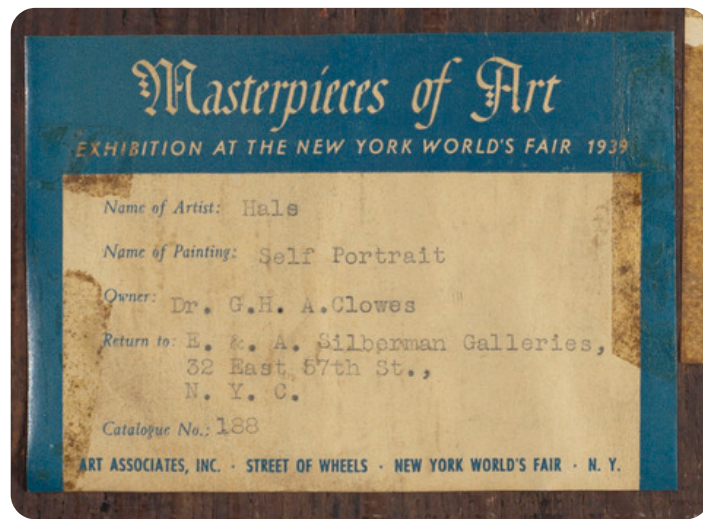 Masterpieces of Art
EXHIBITION AT THE NEW YORK WORLD'S FAIR 1939
Name of Artist: Hals
Name of Painting: Self Portrait
Owner: Dr. G.H. A.Clowes
Return to: E. &. A. Silberman Galleries,
32 East 57th St.,
N. Y. C.
Catalogue No.: 188
ART ASSOCIATES, INC. · STREET OF WHEELS · NEW YORK WORLD'S FAIR · N. Y.